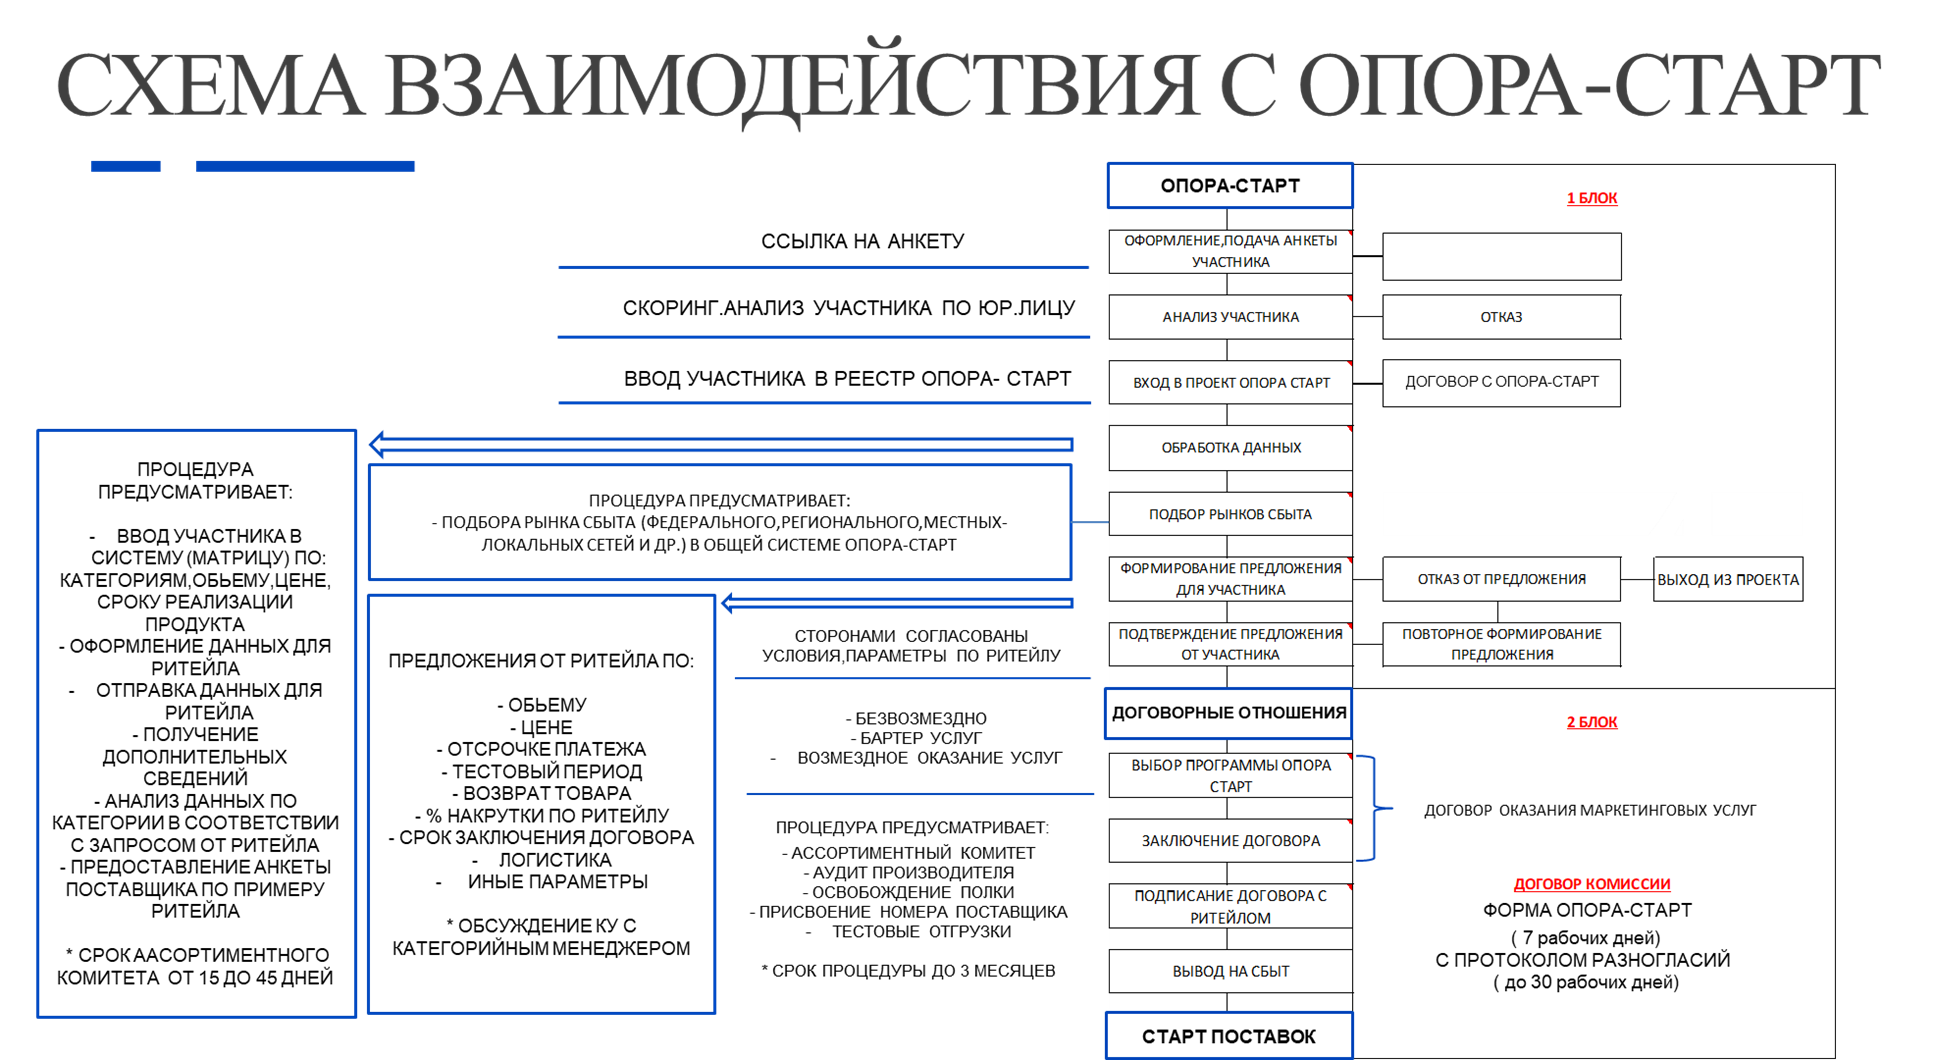 СХЕМА ВЗАИМОДЕЙСТВИЯ С ОПОРА-СТАРТ
ОПОРА-СТАРТ
1 БЛОК
ССЫЛКА НА АНКЕТУ
ОФОРМЛЕНИЕ,ПОДАЧА АНКЕТЫ
УЧАСТНИКА
СКОРИНГ.АНАЛИЗ УЧАСТНИКА ПО ЮР.ЛИЦУ
АНАЛИЗ УЧАСТНИКА
ОТКАЗ
ВВОД УЧАСТНИКА В РЕЕСТР ОПОРА- СТАРТ
ВХОД В ПРОЕКТ ОПОРА СТАРТ
ДОГОВОР С ОПОРА-СТАРТ
ОБРАБОТКА ДАННЫХ
ПОДБОР РЫНКОВ СБЫТА
ФОРМИРОВАНИЕ ПРЕДЛОЖЕНИЯ
ДЛЯ УЧАСТНИКА
ОТКАЗ ОТ ПРЕДЛОЖЕНИЯ
ВЫХОД ИЗ ПРОЕКТА
ПОДТВЕРЖДЕНИЕ ПРЕДЛОЖЕНИЯ
ОТ УЧАСТНИКА
ПОВТОРНОЕ ФОРМИРОВАНИЕ
ПРЕДЛОЖЕНИЯ
ПРОЦЕДУРА
ПРЕДУСМАТРИВАЕТ:
- ВВОД УЧАСТНИКА В
СИСТЕМУ (МАТРИЦУ) ПО:
КАТЕГОРИЯМ,ОБЬЕМУ,ЦЕНЕ,
СРОКУ РЕАЛИЗАЦИИ
ПРОДУКТА
- ОФОРМЛЕНИЕ ДАННЫХ ДЛЯ
РИТЕЙЛА
- ОТПРАВКА ДАННЫХ ДЛЯ
РИТЕЙЛА
- ПОЛУЧЕНИЕ
ДОПОЛНИТЕЛЬНЫХ
СВЕДЕНИЙ
- АНАЛИЗ ДАННЫХ ПО
КАТЕГОРИИ В СООТВЕТСТВИИ
С ЗАПРОСОМ ОТ РИТЕЙЛА
- ПРЕДОСТАВЛЕНИЕ АНКЕТЫ
ПОСТАВЩИКА ПО ПРИМЕРУ
РИТЕЙЛА
* СРОК ААСОРТИМЕНТНОГО
КОМИТЕТА ОТ 15 ДО 45 ДНЕЙ
ПРОЦЕДУРА ПРЕДУСМАТРИВАЕТ:
- ПОДБОРА РЫНКА СБЫТА (ФЕДЕРАЛЬНОГО,РЕГИОНАЛЬНОГО,МЕСТНЫХ-
ЛОКАЛЬНЫХ СЕТЕЙ И ДР.) В ОБЩЕЙ СИСТЕМЕ ОПОРА-СТАРТ
ПРЕДЛОЖЕНИЯ ОТ РИТЕЙЛА ПО:
- ОБЬЕМУ
- ЦЕНЕ
- ОТСРОЧКЕ ПЛАТЕЖА
- ТЕСТОВЫЙ ПЕРИОД
- ВОЗВРАТ ТОВАРА
- % НАКРУТКИ ПО РИТЕЙЛУ
- СРОК ЗАКЛЮЧЕНИЯ ДОГОВОРА
- ЛОГИСТИКА
- ИНЫЕ ПАРАМЕТРЫ
* ОБСУЖДЕНИЕ КУ С
КАТЕГОРИЙНЫМ МЕНЕДЖЕРОМ
СТОРОНАМИ СОГЛАСОВАНЫ
УСЛОВИЯ,ПАРАМЕТРЫ ПО РИТЕЙЛУ
- БЕЗВОЗМЕЗДНО
- БАРТЕР УСЛУГ
- ВОЗМЕЗДНОЕ ОКАЗАНИЕ УСЛУГ
ПРОЦЕДУРА ПРЕДУСМАТРИВАЕТ:
- АССОРТИМЕНТНЫЙ КОМИТЕТ
- АУДИТ ПРОИЗВОДИТЕЛЯ
- ОСВОБОЖДЕНИЕ ПОЛКИ
- ПРИСВОЕНИЕ НОМЕРА ПОСТАВЩИКА
- ТЕСТОВЫЕ ОТГРУЗКИ
* СРОК ПРОЦЕДУРЫ ДО 3 МЕСЯЦЕВ
ДОГОВОРНЫЕ ОТНОШЕНИЯ
2 БЛОК
ВЫБОР ПРОГРАММЫ ОПОРА
СТАРТ
ЗАКЛЮЧЕНИЕ ДОГОВОРА
ДОГОВОР ОКАЗАНИЯ МАРКЕТИНГОВЫХ УСЛУГ
ПОДПИСАНИЕ ДОГОВОРА С
РИТЕЙЛОМ
ВЫВОД НА СБЫТ
СТАРТ ПОСТАВОК
ДОГОВОР КОМИССИИ
ФОРМА ОПОРА-СТАРТ
( 7 рабочих дней)
С ПРОТОКОЛОМ РАЗНОГЛАСИЙ
( до 30 рабочих дней)